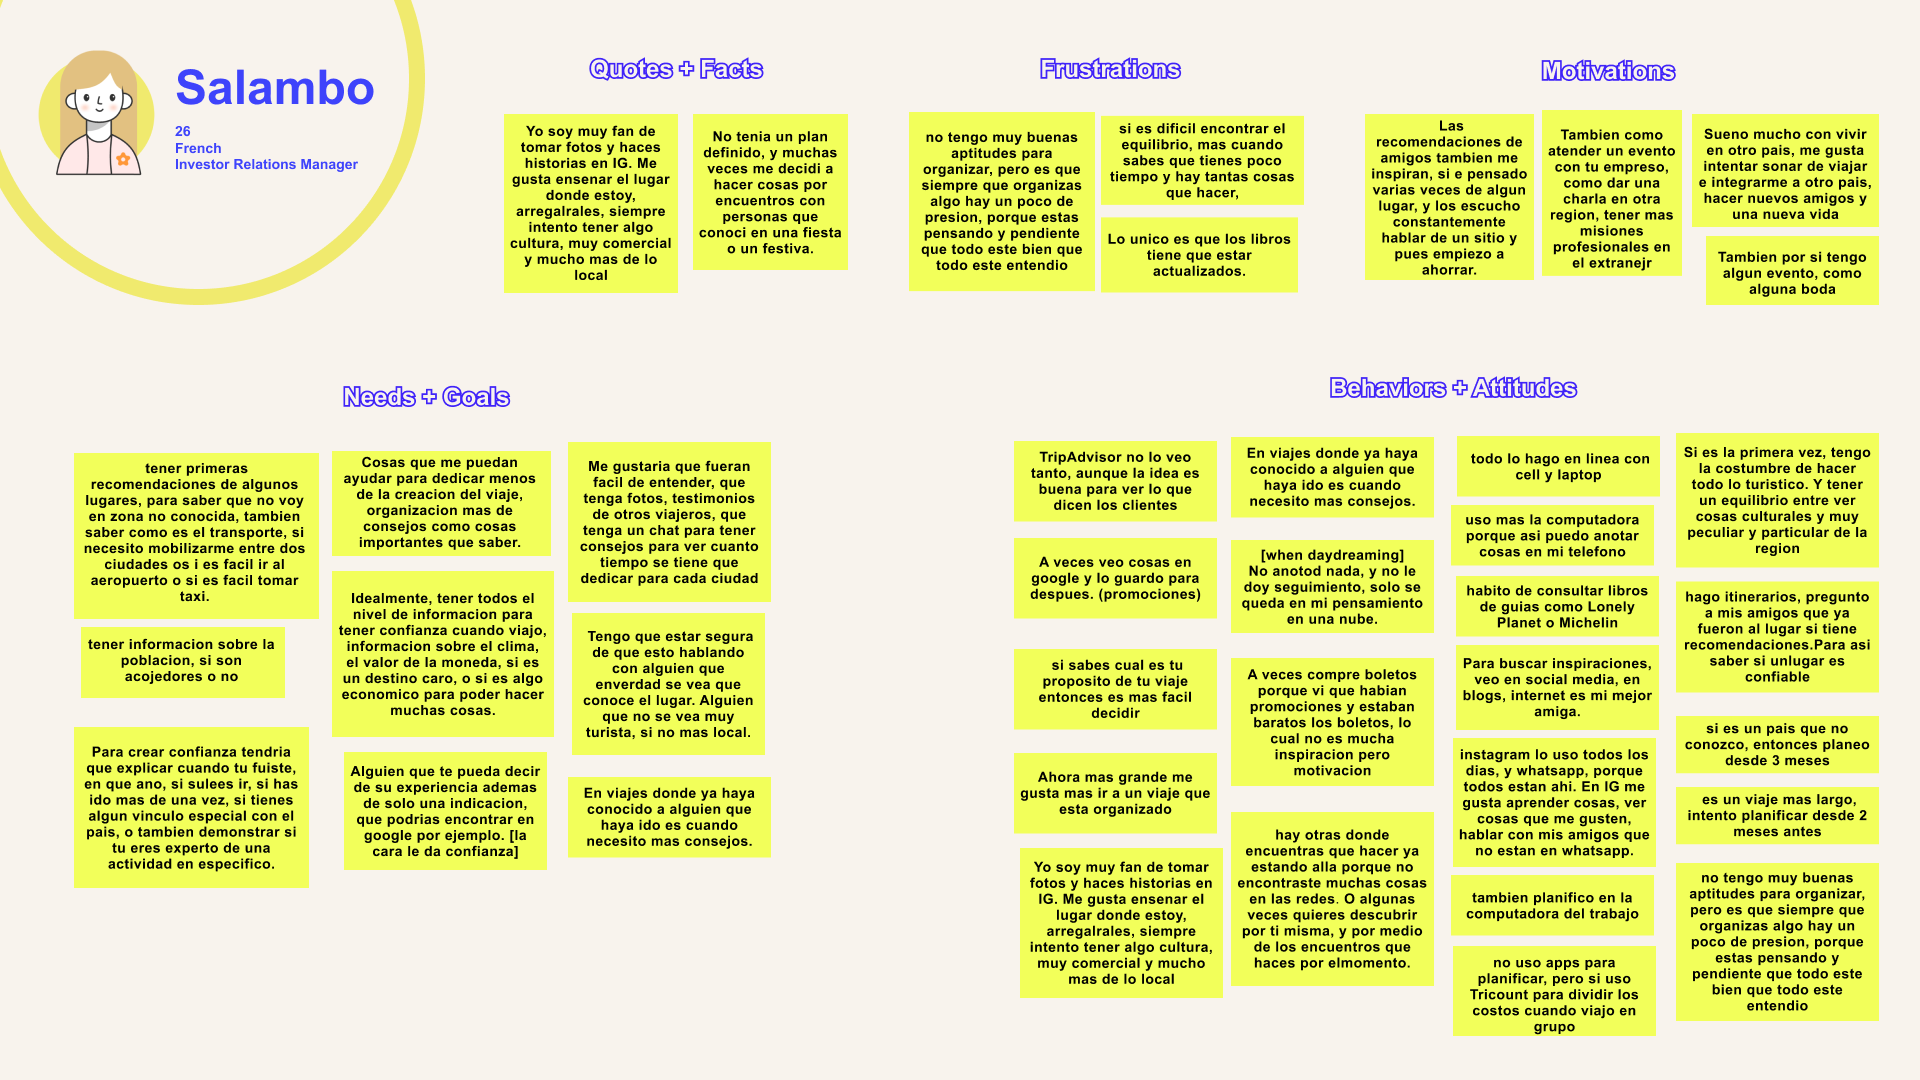 Salambo
26
French
Investor Relations Manager
Quotes + Facts
Yo soy muy fan de
tomar fotos y haces
historias en IG. Me
gusta ensenar el lugar
donde estoy,
arregalrales, siempre
intento tener algo
cultura, muy comercial
y mucho mas de lo
local
No tenia un plan
definido, y muchas
veces me decidi a
hacer cosas por
encuentros con
personas que
conoci en una fiesta
o un festiva.
Frustrations
no tengo muy buenas
aptitudes para
organizar, pero es que
siempre que organizas
algo hay un poco de
presion, porque estas
pensando y pendiente
que todo este bien que
todo este entendio
si es dificil encontrar el
equilibrio, mas cuando
sabes que tienes poco
tiempo y hay tantas cosas
que hacer,
Lo unico es que los libros
tiene que estar
actualizados.
Motivations
Las
recomendaciones de
amigos tambien me
inspiran, si e pensado
varias veces de algun
lugar, y los escucho
constantemente
hablar de un sitio y
pues empiezo a
ahorrar.
Tambien como
atender un evento
con tu empreso,
como dar una
charla en otra
region, tener mas
misiones
profesionales en
el extranejr
Sueno mucho con vivir
en otro pais, me gusta
intentar sonar de viajar
e integrarme a otro pais,
hacer nuevos amigos y
una nueva vida
Tambien por si tengo
algun evento, como
alguna boda
Needs + Goals
tener primeras
recomendaciones de algunos
lugares, para saber que no voy
en zona no conocida, tambien
saber como es el transporte, si
necesito mobilizarme entre dos
ciudades os i es facil ir al
aeropuerto o si es facil tomar
taxi.
tener informacion sobre la
poblacion, si son
acojedores o no
Para crear confianza tendria
que explicar cuando tu fuiste,
en que ano, si sulees ir, si has
ido mas de una vez, si tienes
algun vinculo especial con el
pais, o tambien demonstrar si
tu eres experto de una
actividad en especifico.
Cosas que me puedan
ayudar para dedicar menos
de la creacion del viaje,
organizacion mas de
consejos como cosas
importantes que saber.
Idealmente, tener todos el
nivel de informacion para
tener confianza cuando viajo,
informacion sobre el clima,
el valor de la moneda, si es
un destino caro, o si es algo
economico para poder hacer
muchas cosas.
Alguien que te pueda decir
de su experiencia ademas
de solo una indicacion,
que podrias encontrar en
google por ejemplo. [la
cara le da confianza]
Me gustaria que fueran
facil de entender, que
tenga fotos, testimonios
de otros viajeros, que
tenga un chat para tener
consejos para ver cuanto
tiempo se tiene que
dedicar para cada ciudad
Tengo que estar segura
de que esto hablando
con alguien que
enverdad se vea que
conoce el lugar. Alguien
que no se vea muy
turista, si no mas local.
En viajes donde ya haya
conocido a alguien que
haya ido es cuando
necesito mas consejos.
Behaviors + Attitudes
TripAdvisor no lo veo
tanto, aunque la idea es
buena para ver lo que
dicen los clientes
A veces veo cosas en
google y lo guardo para
despues. (promociones)
si sabes cual es tu
proposito de tu viaje
entonces es mas facil
decidir
Ahora mas grande me
gusta mas ir a un viaje que
esta organizado
Yo soy muy fan de tomar
fotos y haces historias en
IG. Me gusta ensenar el
lugar donde estoy,
arregalrales, siempre
intento tener algo cultura,
muy comercial y mucho
mas de lo local
En viajes donde ya haya
conocido a alguien que
haya ido es cuando
necesito mas consejos.
[when daydreaming]
No anotod nada, y no le
doy seguimiento, solo se
queda en mi pensamiento
en una nube.
A veces compre boletos
porque vi que habian
promociones y estaban
baratos los boletos, lo
cual no es mucha
inspiracion pero
motivacion
hay otras donde
encuentras que hacer ya
estando alla porque no
encontraste muchas cosas
en las redes. O algunas
veces quieres descubrir
por ti misma, y por medio
de los encuentros que
haces por elmomento.
todo lo hago en linea con
cell y laptop
uso mas la computadora
porque asi puedo anotar
cosas en mi telefono
habito de consultar libros
de guias como Lonely
Planet o Michelin
Para buscar inspiraciones,
veo en social media, en
blogs, internet es mi mejor
amiga.
instagram lo uso todos los
dias, y whatsapp, porque
todos estan ahi. En IG me
gusta aprender cosas, ver
cosas que me gusten,
hablar con mis amigos que
no estan en whatsapp.
tambien planifico en la
computadora del trabajo
no uso apps para
planificar, pero si uso
Tricount para dividir los
costos cuando viajo en
grupo
Si es la primera vez, tengo
la costumbre de hacer
todo lo turistico. Y tener
un equilibrio entre ver
cosas culturales y muy
peculiar y particular de la
region
hago itinerarios, pregunto
a mis amigos que ya
fueron al lugar si tiene
recomendaciones.Para asi
saber si unlugar es
confiable
si es un pais que no
conozco, entonces planeo
desde 3 meses
es un viaje mas largo,
intento planificar desde 2
meses antes
no tengo muy buenas
aptitudes para organizar,
pero es que siempre que
organizas algo hay un
poco de presion, porque
estas pensando y
pendiente que todo este
bien que todo este
entendio